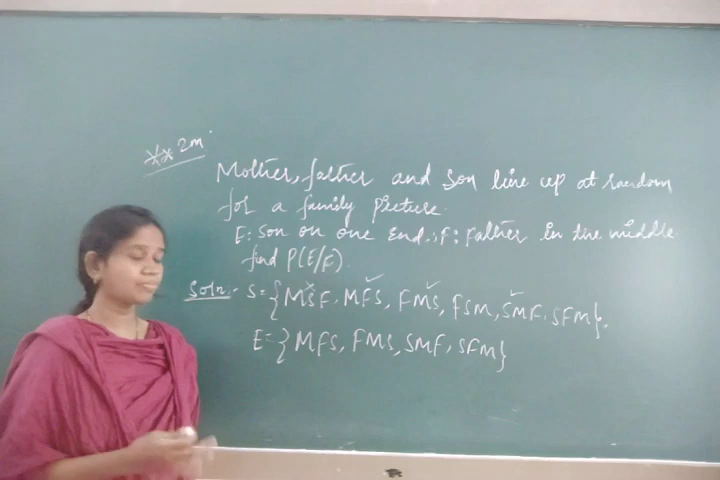 ** 2m
Mother, father and Son line up at random
for a family picture.
E: Son on one end., F: Father in the middle.
find P(E/F).
Soln:- S={MSF, MFS, FMS, FSM, SMF, SFM}.
E={MFS, FMS, SMF, SFM}